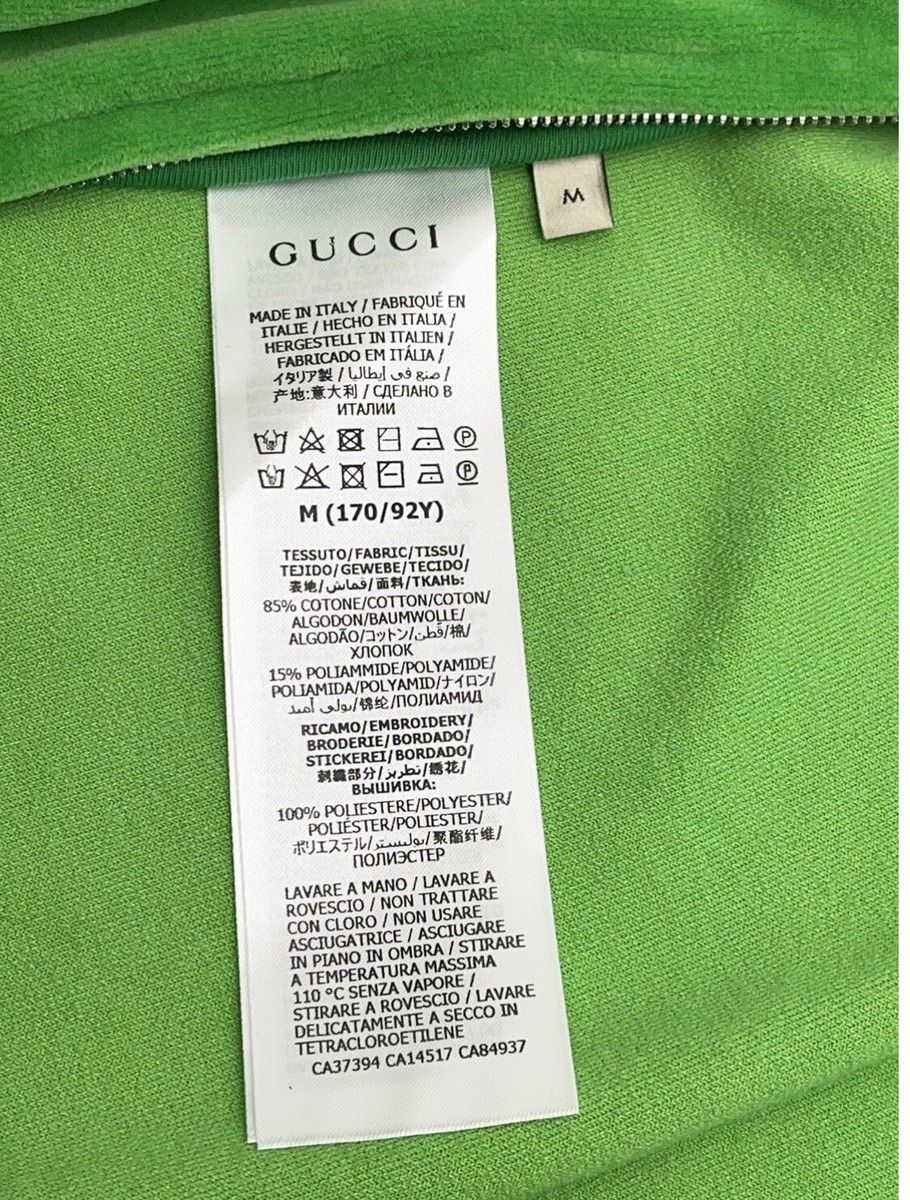 GUCCI
M
MADE IN ITALY / FABRIQUÉ EN
ITALIE / HECHO EN ITALIA /
HERGESTELLT IN ITALIEN /
FABRICADO EM ITÁLIA /
イタリア製 / صنع في إيطاليا /
产地:意大利 / СДЕЛАНО В
ИТАЛИИ
M (170/92Y)
TESSUTO/FABRIC/TISSU/
TEJIDO/GEWEBE/TECIDO/
表地/قماش/面料/ТКАНЬ:
85% COTONE/COTTON/COTON/
ALGODON/BAUMWOLLE/
ALGODÃO/コットン/قطن/棉/
ХЛОПОК
15% POLIAMMIDE/POLYAMIDE/
POLIAMIDA/POLYAMID/ナイロン/
بولي أميد/锦纶/ПОЛИАМИД
RICAMO/EMBROIDERY/
BRODERIE/BORDADO/
STICKEREI/BORDADO/
刺繍部分/تطريز/绣花/
ВЫШИВКА:
100% POLIESTERE/POLYESTER/
POLIÉSTER/POLIESTER/
ポリエステル/بوليستر/聚酯纤维/
ПОЛИЭСТЕР
LAVARE A MANO / LAVARE A
ROVESCIO / NON TRATTARE
CON CLORO / NON USARE
ASCIUGATRICE / ASCIUGARE
IN PIANO IN OMBRA / STIRARE
A TEMPERATURA MASSIMA
110 °C SENZA VAPORE /
STIRARE A ROVESCIO / LAVARE
DELICATAMENTE A SECCO IN
TETRACLOROETILENE
CA37394 CA14517 CA84937